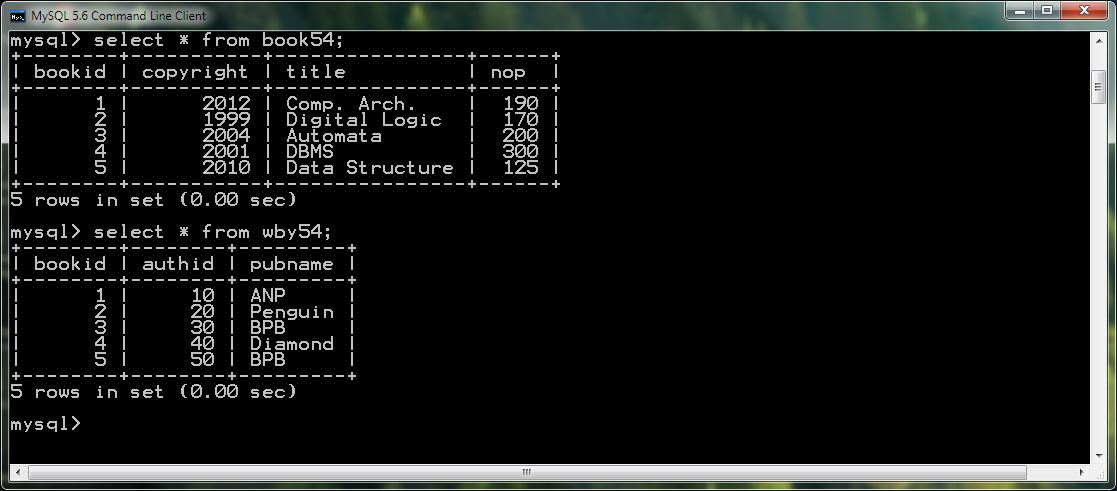 MySQL 5.6 Command Line Client
mysql> select * from book54;
+--------+-----------+----------------+------+
| bookid | copyright | title          | nop  |
+--------+-----------+----------------+------+
|      1 |      2012 | Comp. Arch.    |  190 |
|      2 |      1999 | Digital Logic  |  170 |
|      3 |      2004 | Automata       |  200 |
|      4 |      2001 | DBMS           |  300 |
|      5 |      2010 | Data Structure |  125 |
+--------+-----------+----------------+------+
5 rows in set (0.00 sec)
mysql> select * from wby54;
+--------+--------+---------+
| bookid | authid | pubname |
+--------+--------+---------+
|      1 |     10 | ANP     |
|      2 |     20 | Penguin |
|      3 |     30 | BPB     |
|      4 |     40 | Diamond |
|      5 |     50 | BPB     |
+--------+--------+---------+
5 rows in set (0.00 sec)
mysql>